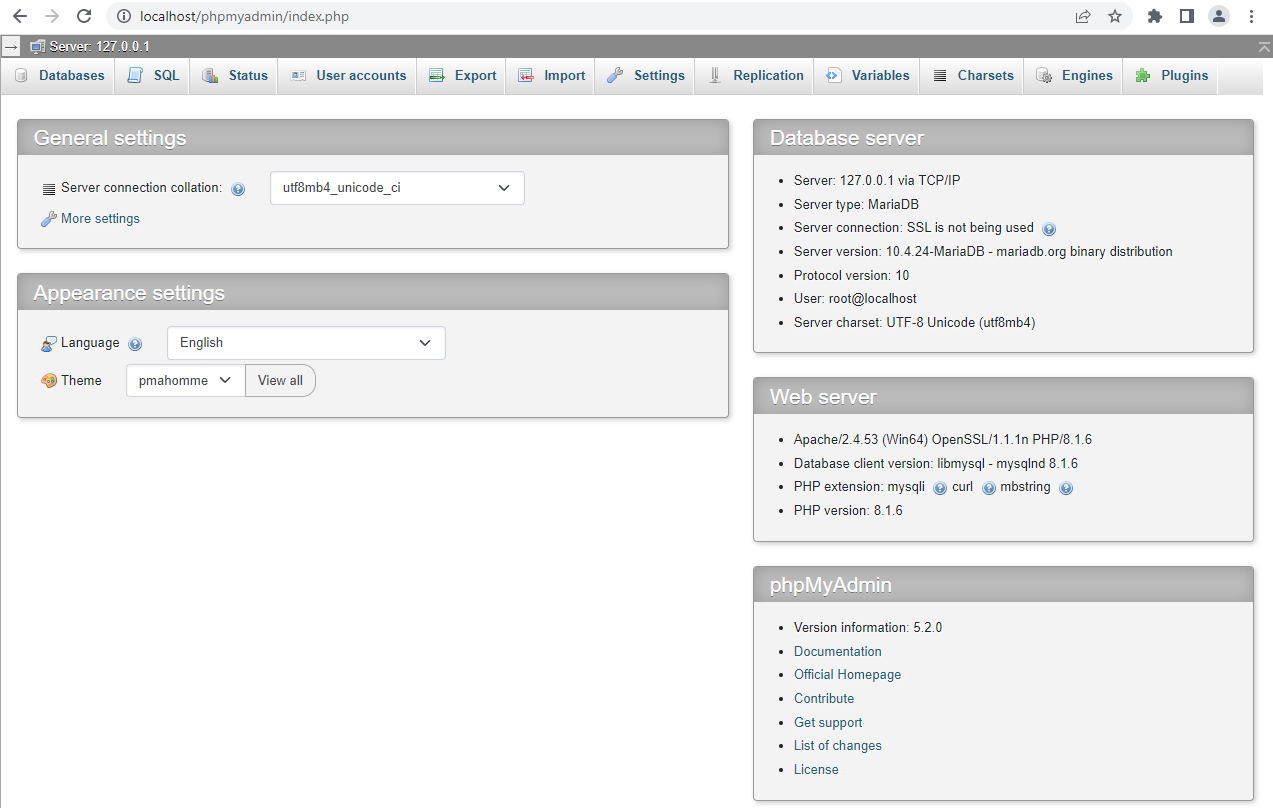 localhost/phpmyadmin/index.php
Server: 127.0.0.1
Databases SQL Status User accounts Export Import Settings Replication Variables Charsets Engines Plugins
General settings
Server connection collation: utf8mb4_unicode_ci
More settings
Appearance settings
Language English
Theme pmahomme View all
Database server
Server: 127.0.0.1 via TCP/IP
Server type: MariaDB
Server connection: SSL is not being used
Server version: 10.4.24-MariaDB - mariadb.org binary distribution
Protocol version: 10
User: root@localhost
Server charset: UTF-8 Unicode (utf8mb4)
Web server
Apache/2.4.53 (Win64) OpenSSL/1.1.1n PHP/8.1.6
Database client version: libmysql - mysqlnd 8.1.6
PHP extension: mysqli curl mbstring
PHP version: 8.1.6
phpMyAdmin
Version information: 5.2.0
Documentation
Official Homepage
Contribute
Get support
List of changes
License